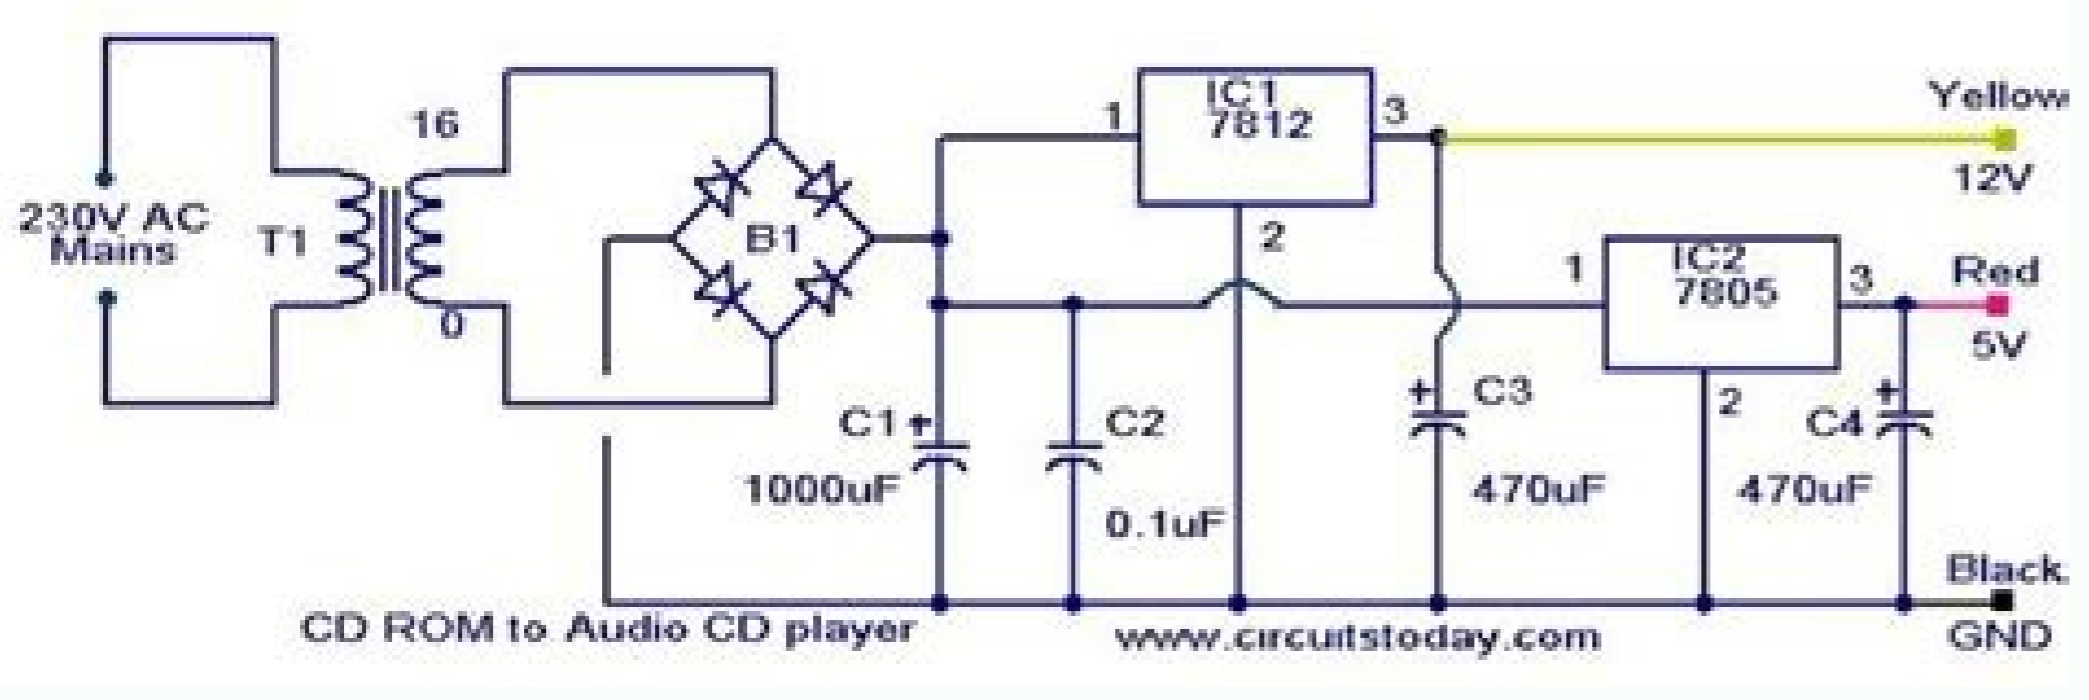 16
230V AC
Mains
T1
0
B1
1
IC1
7812
3
2
Yellow
12V
1
IC2
7805
3
2
Red
5V
C1
+
1000uF
C2
0.1uF
+
C3
470uF
+
C4
470uF
Black
GND
CD ROM to Audio CD player
www.circuitstoday.com